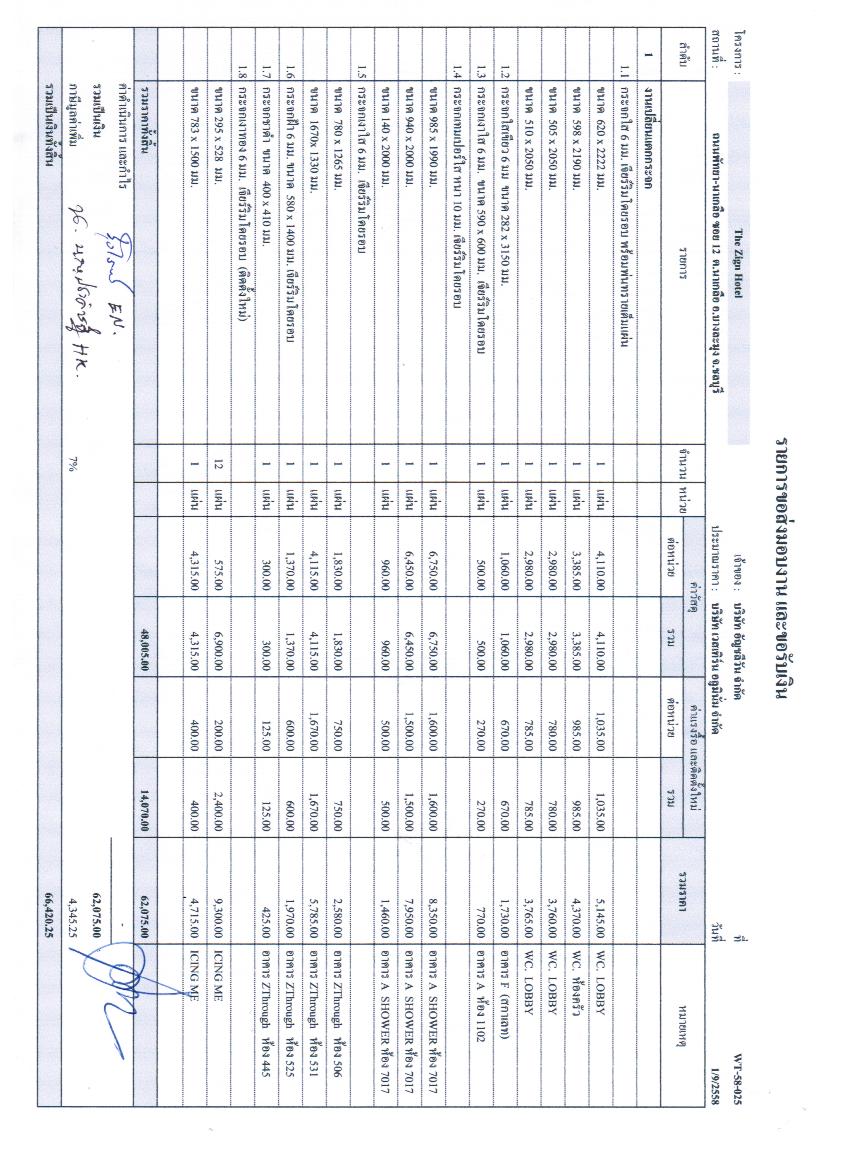 รายการขอส่งมอบงาน และขอรับเงิน
โครงการ : The Zign Hotel เจ้าของ : บริษัท อัญชลีวัน จำกัด ที่ WT-58-025
สถานที่ : ถนนพัทยา-นาเกลือ ซอย 12 ต.นาเกลือ อ.บางละมุง จ.ชลบุรี ประมาณราคา : บริษัท เวสเทิร์น อลูมินั่ม จำกัด วันที่ 1/9/2558
ลำดับ รายการ จำนวน หน่วย ค่าวัสดุ ค่าแรงรื้อ และติดตั้งใหม่ รวมราคา หมายเหตุ
ต่อหน่วย รวม ต่อหน่วย รวม
1 งานเปลี่ยนแตกกระจก
1.1 กระจกใส 6 มม. เจียร์ริมโดยรอบ พร้อมพ่นทรายเต็มแผ่น
ขนาด 620 x 2222 มม. 1 แผ่น 4,110.00 4,110.00 1,035.00 1,035.00 5,145.00 WC. LOBBY
ขนาด 598 x 2190 มม. 1 แผ่น 3,385.00 3,385.00 985.00 985.00 4,370.00 WC. ห้องครัว
ขนาด 505 x 2050 มม. 1 แผ่น 2,980.00 2,980.00 780.00 780.00 3,760.00 WC. LOBBY
ขนาด 510 x 2050 มม. 1 แผ่น 2,980.00 2,980.00 785.00 785.00 3,765.00 WC. LOBBY
1.2 กระจกใสเขียว 6 มม ขนาด 282 x 3150 มม. 1 แผ่น 1,060.00 1,060.00 670.00 670.00 1,730.00 อาคาร F (สกาเลท)
1.3 กระจกเงาใส 6 มม. ขนาด 590 x 600 มม. เจียร์ริมโดยรอบ 1 แผ่น 500.00 500.00 270.00 270.00 770.00 อาคาร A ห้อง 1102
1.4 กระจกเทมเปอร์ใส หนา 10 มม. เจียร์ริมโดยรอบ
ขนาด 985 x 1990 มม. 1 แผ่น 6,750.00 6,750.00 1,600.00 1,600.00 8,350.00 อาคาร A SHOWER ห้อง 7017
ขนาด 940 x 2000 มม. 1 แผ่น 6,450.00 6,450.00 1,500.00 1,500.00 7,950.00 อาคาร A SHOWER ห้อง 7017
ขนาด 140 x 2000 มม. 1 แผ่น 960.00 960.00 500.00 500.00 1,460.00 อาคาร A SHOWER ห้อง 7017
1.5 กระจกเงาใส 6 มม. เจียร์ริมโดยรอบ
ขนาด 780 x 1265 มม. 1 แผ่น 1,830.00 1,830.00 750.00 750.00 2,580.00 อาคาร ZThrough ห้อง 506
ขนาด 1670x 1330 มม. 1 แผ่น 4,115.00 4,115.00 1,670.00 1,670.00 5,785.00 อาคาร ZThrough ห้อง 531
1.6 กระจกฝ้า 6 มม. ขนาด 580 x 1400 มม. เจียร์ริมโดยรอบ 1 แผ่น 1,370.00 1,370.00 600.00 600.00 1,970.00 อาคาร ZThrough ห้อง 525
1.7 กระจกชาดำ ขนาด 400 x 410 มม. 1 แผ่น 300.00 300.00 125.00 125.00 425.00 อาคาร ZThrough ห้อง 445
1.8 กระจกเงาทอง 6 มม. เจียร์ริมโดยรอบ (ติดตั้งใหม่)
ขนาด 295 x 528 มม. 12 แผ่น 575.00 6,900.00 200.00 2,400.00 9,300.00 ICING ME
ขนาด 783 x 1500 มม. 1 แผ่น 4,315.00 4,315.00 400.00 400.00 4,715.00 ICING ME
รวมราคาทั้งสิ้น 48,005.00 14,070.00 62,075.00
ค่าดำเนินการ และกำไร -
EN.
รวมเป็นเงิน 62,075.00
HK.
ภาษีมูลค่าเพิ่ม 7% 4,345.25
รวมเป็นเงินทั้งสิ้น 66,420.25